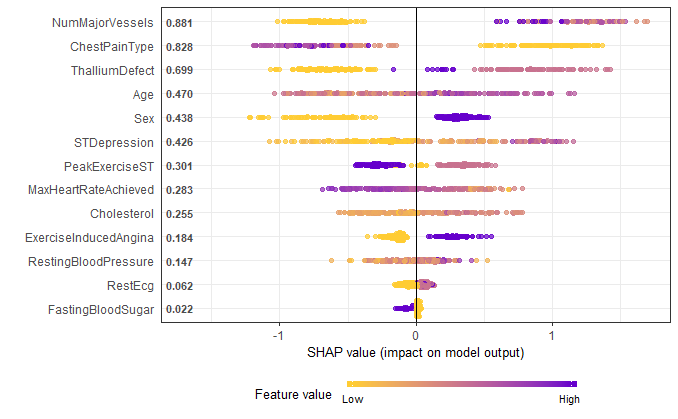 NumMajorVessels 0.881
ChestPainType 0.828
ThalliumDefect 0.699
Age 0.470
Sex 0.438
STDepression 0.426
PeakExerciseST 0.301
MaxHeartRateAchieved 0.283
Cholesterol 0.255
ExerciseInducedAngina 0.184
RestingBloodPressure 0.147
RestEcg 0.062
FastingBloodSugar 0.022
-1 0 1
SHAP value (impact on model output)
Feature value
Low High